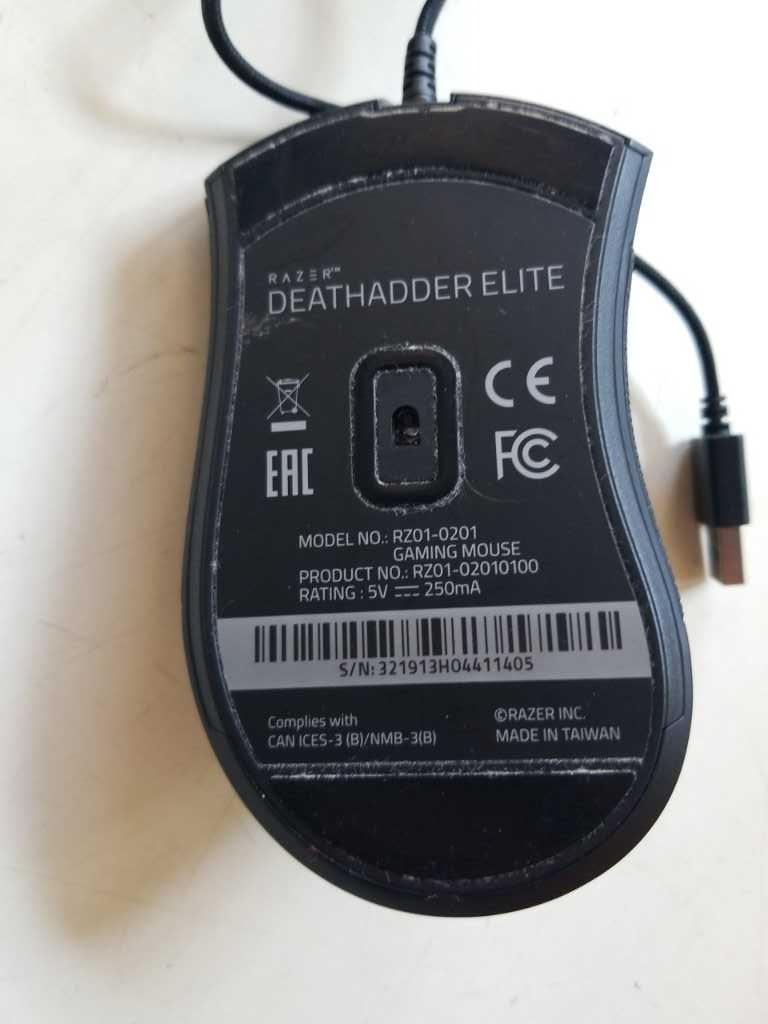 RAZER™
DEATHADDER ELITE
CE
EAC
FC
MODEL NO.: RZ01-0201
GAMING MOUSE
PRODUCT NO.: RZ01-02010100
RATING : 5V ⎓ 250mA
S/N: 321913H04411405
Complies with
CAN ICES-3 (B)/NMB-3(B)
©RAZER INC.
MADE IN TAIWAN